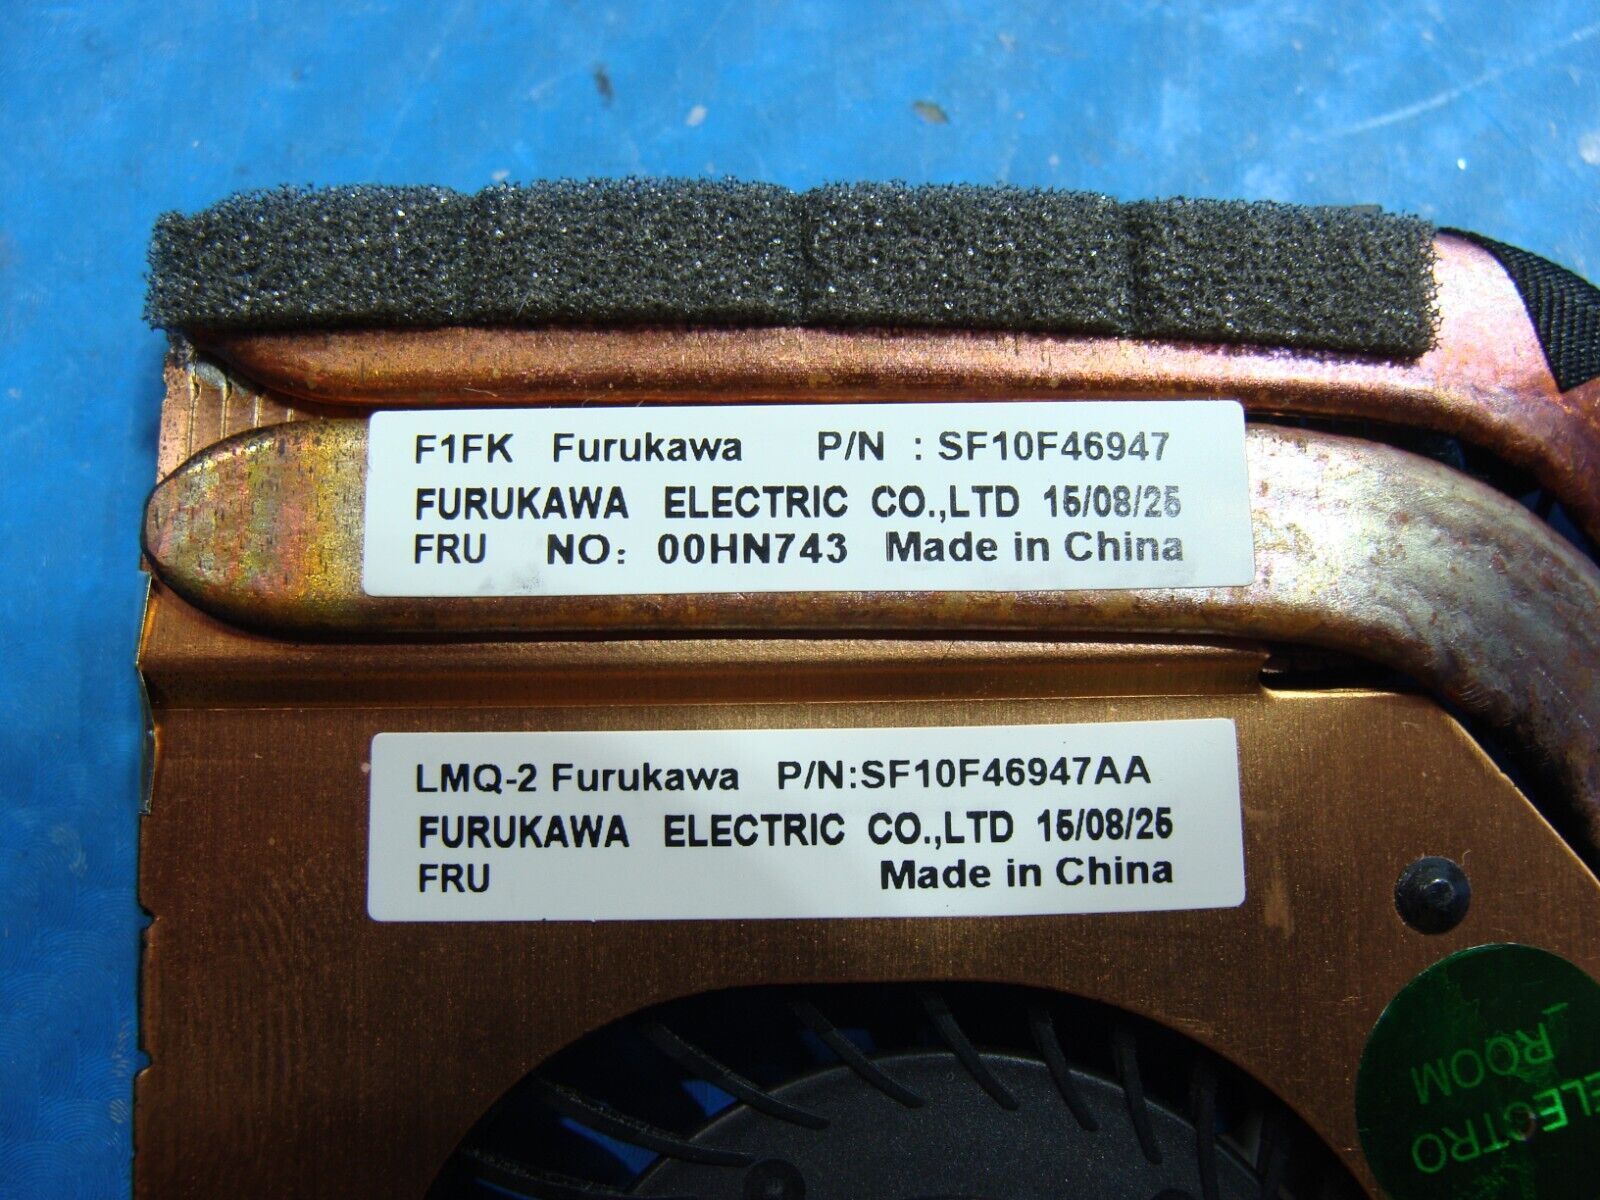 F1FK Furukawa P/N : SF10F46947
FURUKAWA ELECTRIC CO.,LTD 15/08/25
FRU NO: 00HN743 Made in China
LMQ-2 Furukawa P/N:SF10F46947AA
FURUKAWA ELECTRIC CO.,LTD 15/08/25
FRU Made in China
ELECTRO
ROOM